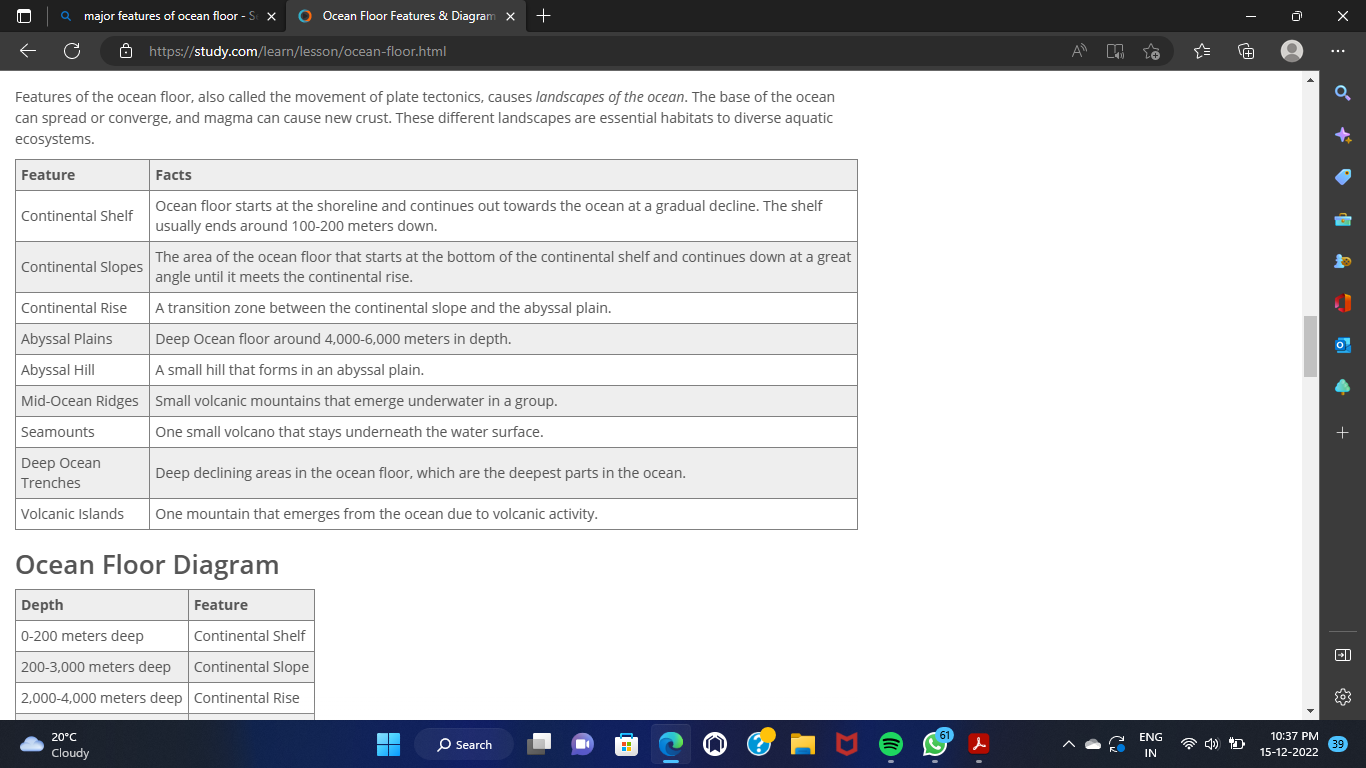 major features of ocean floor - S
Ocean Floor Features & Diagram
https://study.com/learn/lesson/ocean-floor.html
Features of the ocean floor, also called the movement of plate tectonics, causes landscapes of the ocean. The base of the ocean
can spread or converge, and magma can cause new crust. These different landscapes are essential habitats to diverse aquatic
ecosystems.
Feature Facts
Continental Shelf Ocean floor starts at the shoreline and continues out towards the ocean at a gradual decline. The shelf
usually ends around 100-200 meters down.
Continental Slopes The area of the ocean floor that starts at the bottom of the continental shelf and continues down at a great
angle until it meets the continental rise.
Continental Rise A transition zone between the continental slope and the abyssal plain.
Abyssal Plains Deep Ocean floor around 4,000-6,000 meters in depth.
Abyssal Hill A small hill that forms in an abyssal plain.
Mid-Ocean Ridges Small volcanic mountains that emerge underwater in a group.
Seamounts One small volcano that stays underneath the water surface.
Deep Ocean
Trenches Deep declining areas in the ocean floor, which are the deepest parts in the ocean.
Volcanic Islands One mountain that emerges from the ocean due to volcanic activity.
Ocean Floor Diagram
Depth Feature
0-200 meters deep Continental Shelf
200-3,000 meters deep Continental Slope
2,000-4,000 meters deep Continental Rise
20°C
Cloudy
Search
61
ENG
IN
10:37 PM
15-12-2022
39